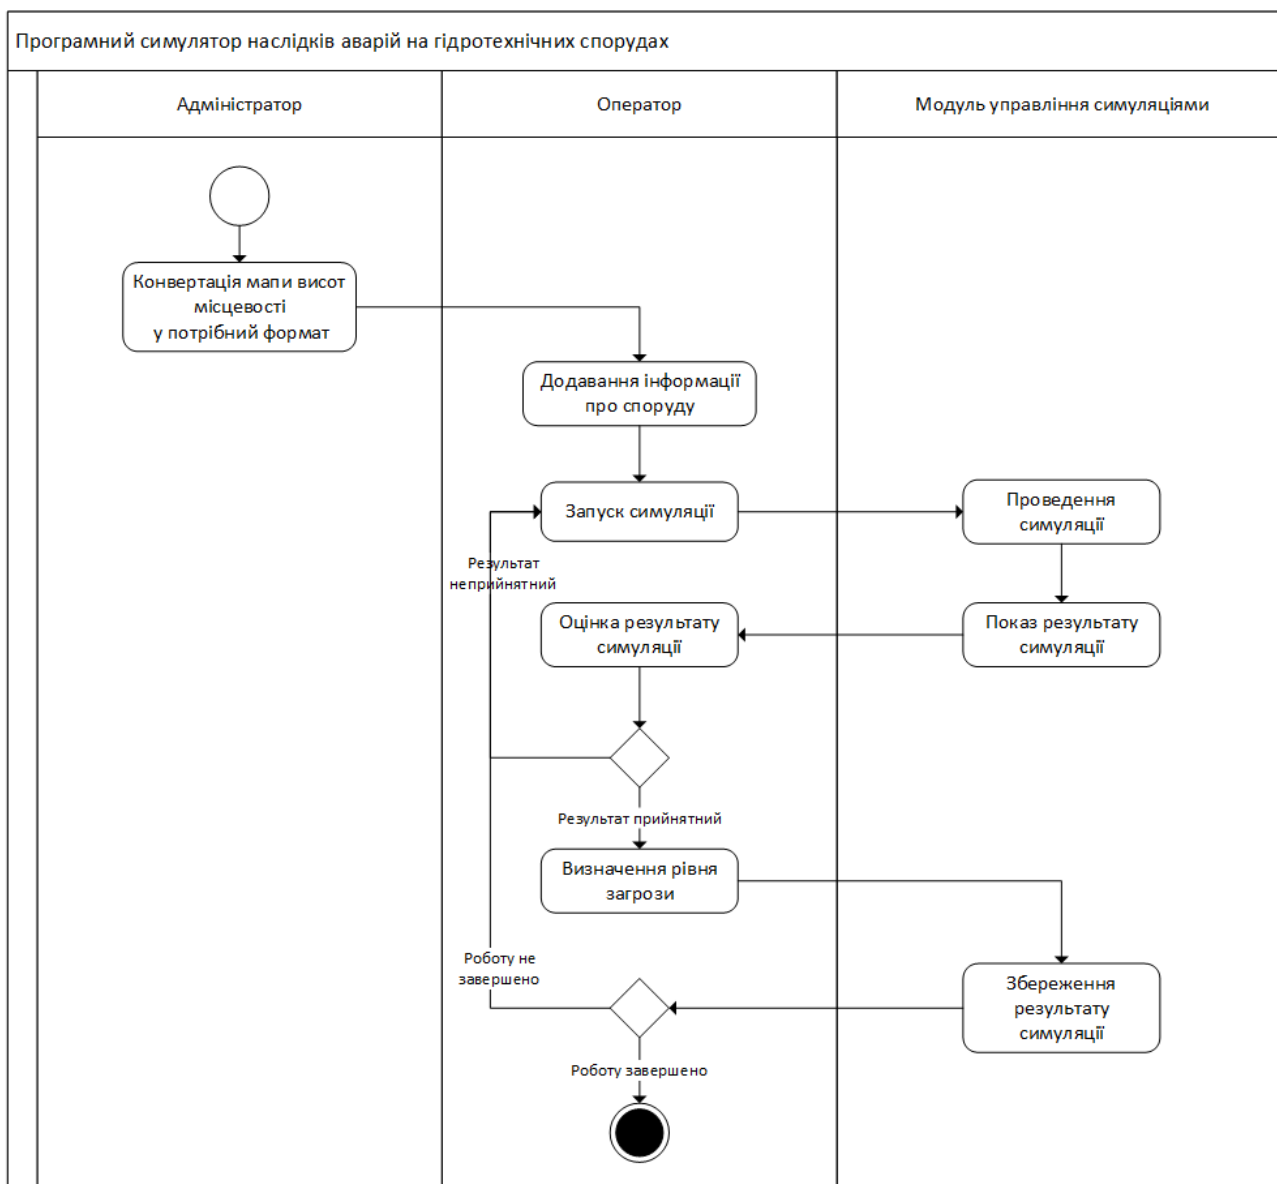 Програмний симулятор наслідків аварій на гідротехнічних спорудах
Адміністратор
Оператор
Модуль управління симуляціями
Конвертація мапи висот
місцевості
у потрібний формат
Додавання інформації
про споруду
Запуск симуляції
Проведення
симуляції
Результат
неприйнятний
Оцінка результату
симуляції
Показ результату
симуляції
Результат прийнятний
Визначення рівня
загрози
Роботу не
завершено
Збереження
результату
симуляції
Роботу завершено